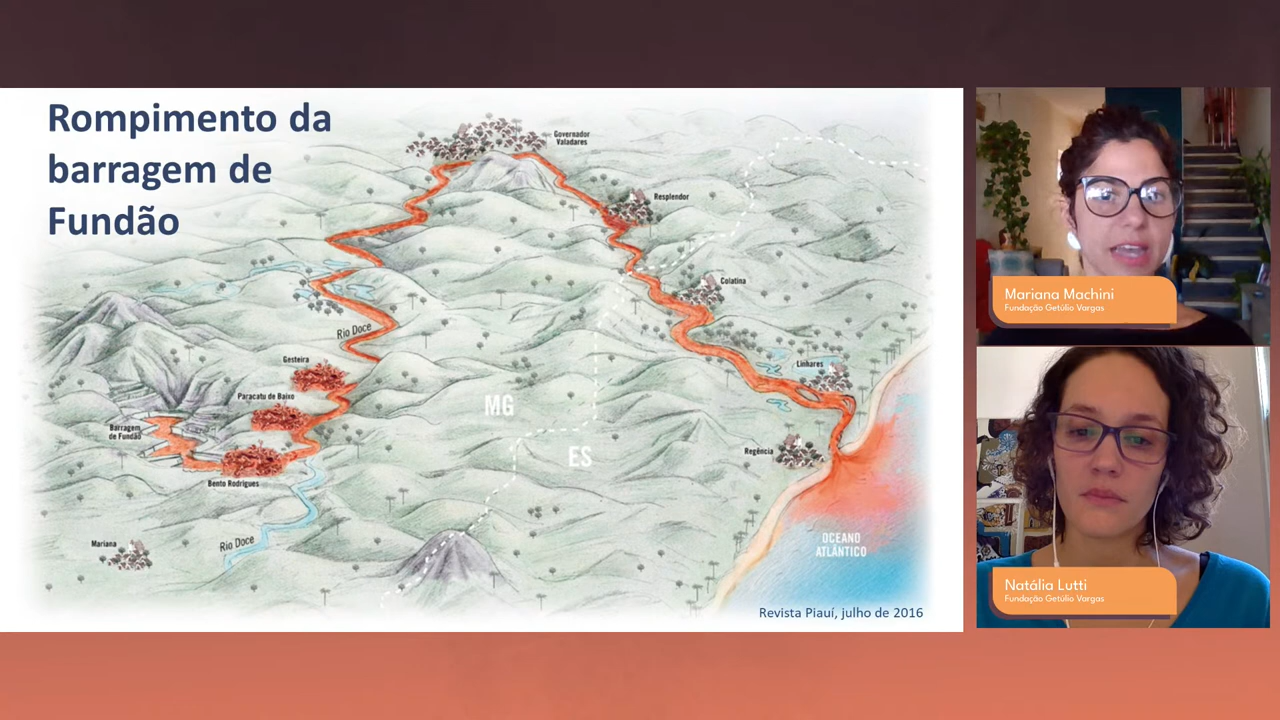 Rompimento da
barragem de
Fundão
Governador
Valadares
Resplendor
Colatina
Rio Doce
Gesteira
Linhares
Paracatu de Baixo
MG
Barragem
de Fundão
ES
Regência
Bento Rodrigues
Rio Doce
Mariana
OCEANO
ATLÂNTICO
Revista Piauí, julho de 2016
Mariana Machini
Fundação Getúlio Vargas
Natália Lutti
Fundação Getúlio Vargas